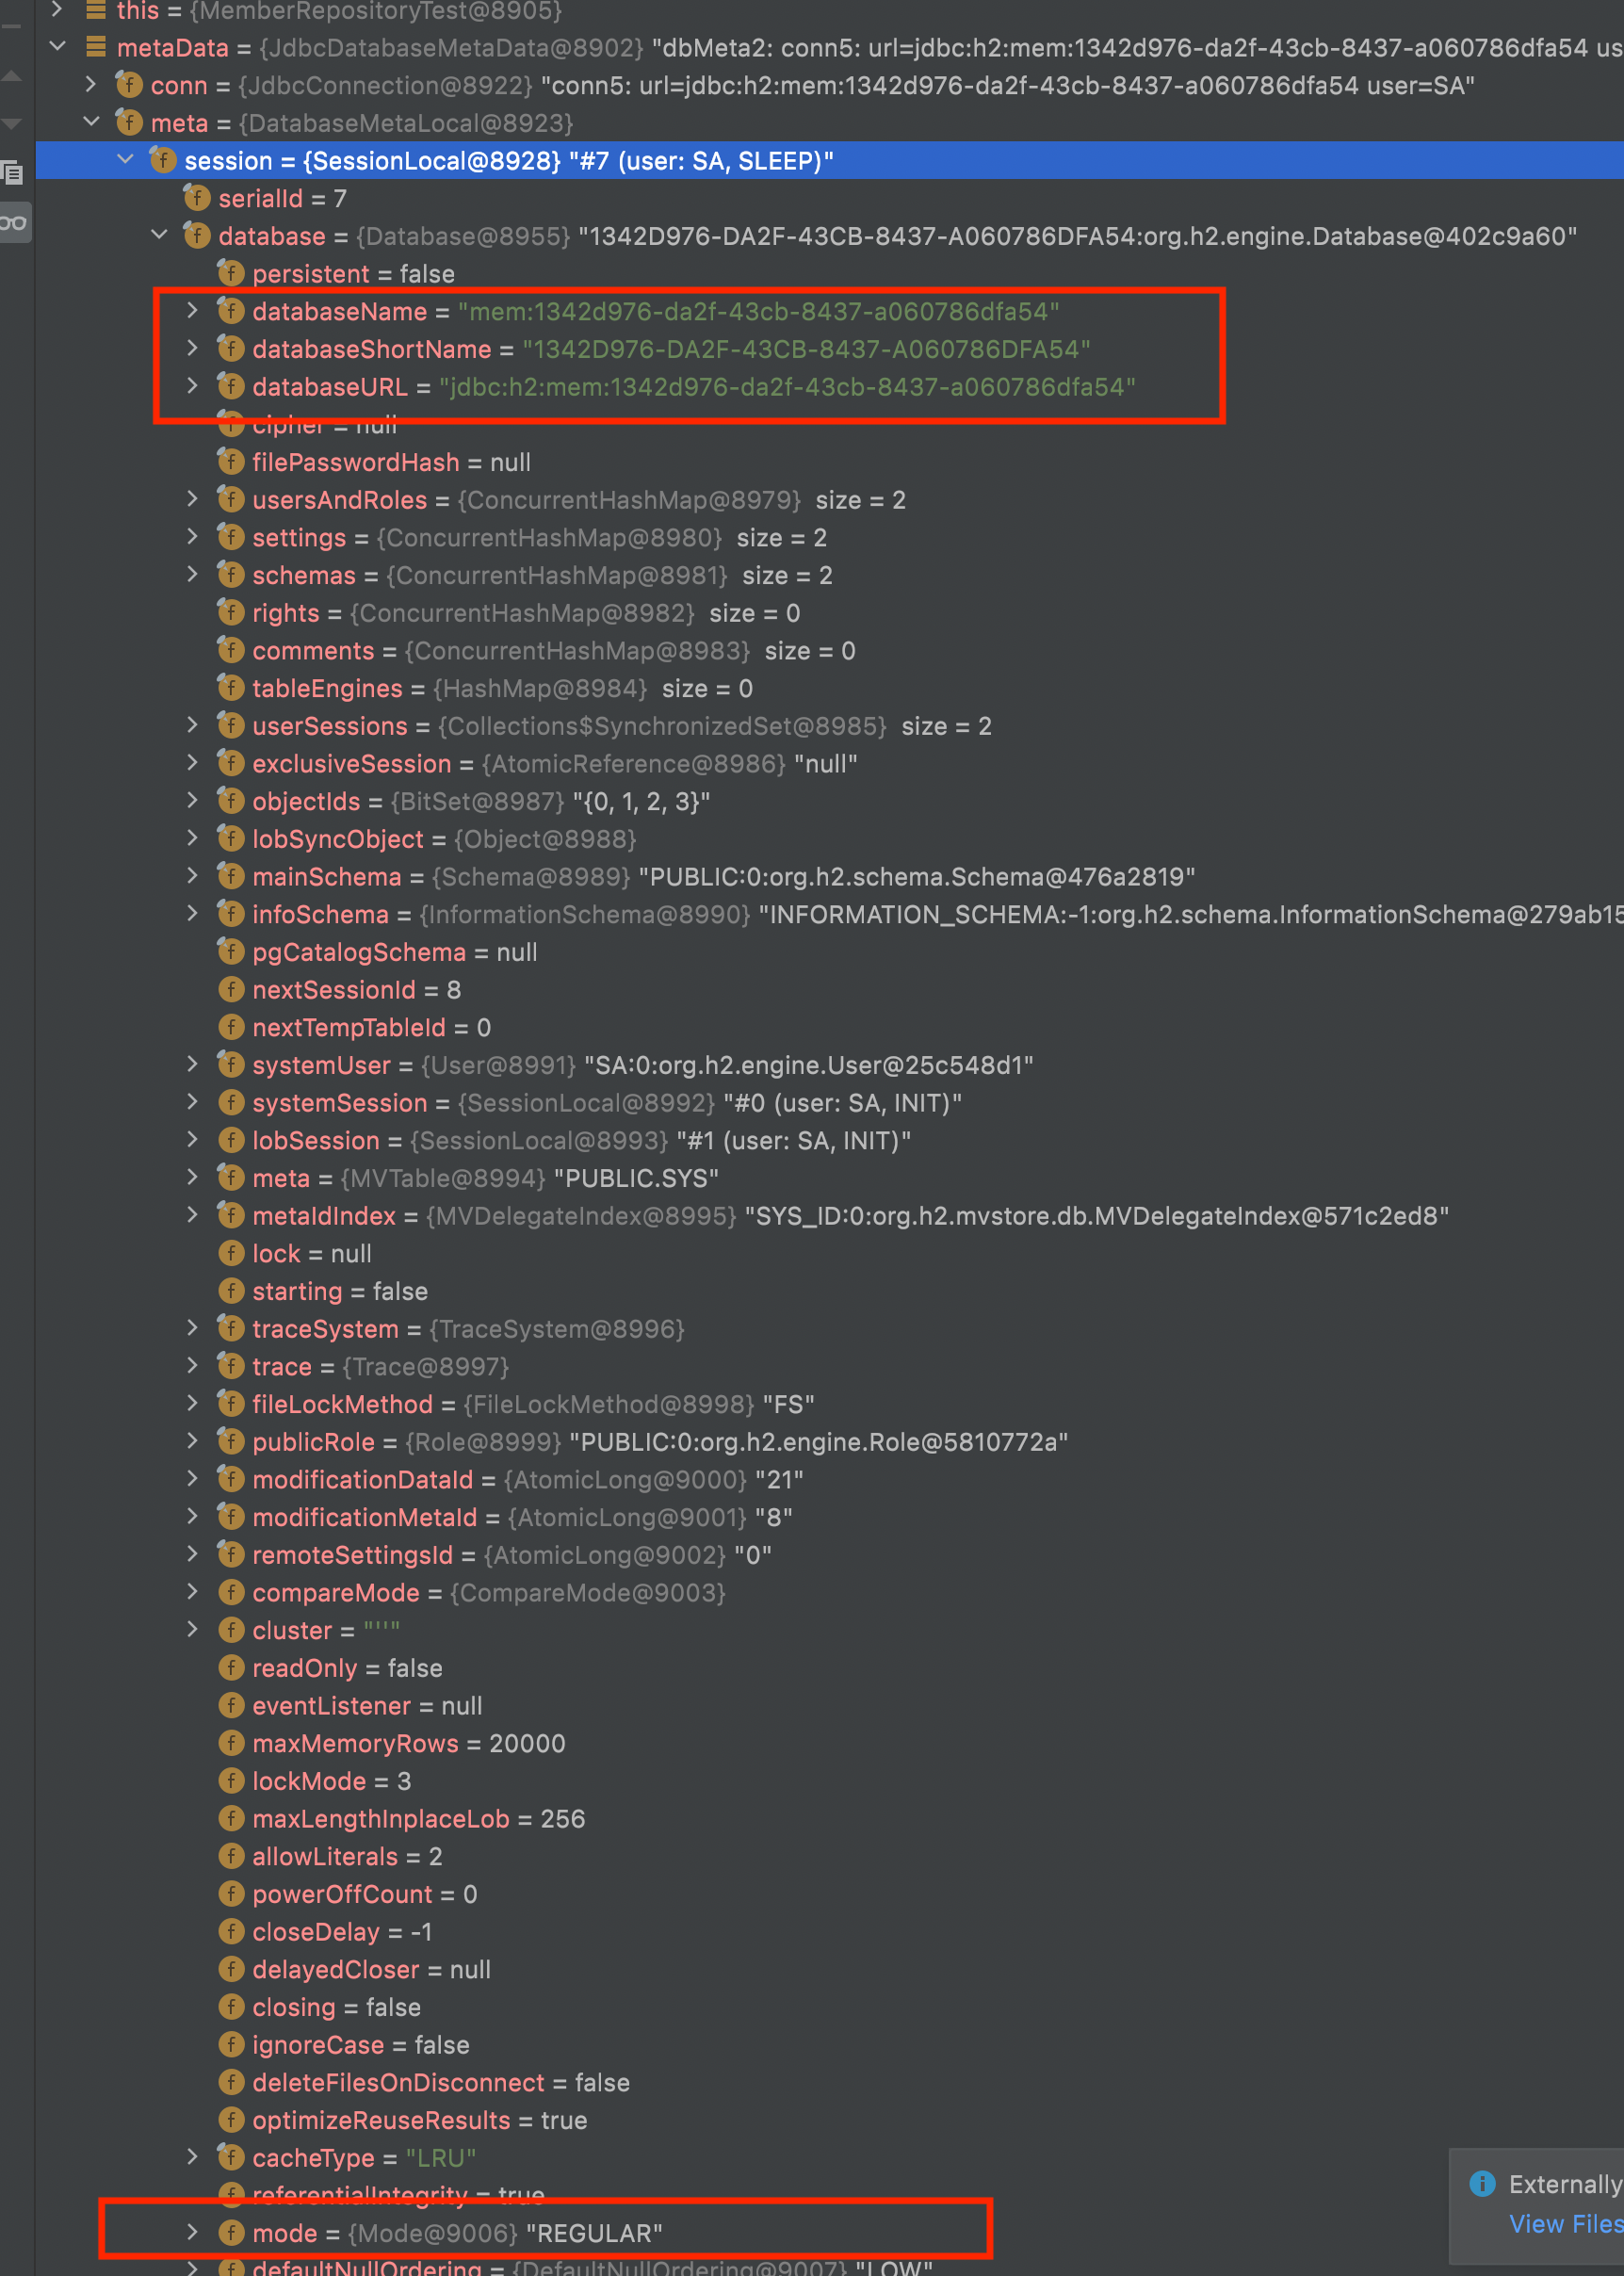 this = {MemberRepositoryTest@8905}
metaData = {JdbcDatabaseMetaData@8902} "dbMeta2: conn5: url=jdbc:h2:mem:1342d976-da2f-43cb-8437-a060786dfa54 us
conn = {JdbcConnection@8922} "conn5: url=jdbc:h2:mem:1342d976-da2f-43cb-8437-a060786dfa54 user=SA"
meta = {DatabaseMetaLocal@8923}
session = {SessionLocal@8928} "#7 (user: SA, SLEEP)"
serialId = 7
database = {Database@8955} "1342D976-DA2F-43CB-8437-A060786DFA54:org.h2.engine.Database@402c9a60"
persistent = false
databaseName = "mem:1342d976-da2f-43cb-8437-a060786dfa54"
databaseShortName = "1342D976-DA2F-43CB-8437-A060786DFA54"
databaseURL = "jdbc:h2:mem:1342d976-da2f-43cb-8437-a060786dfa54"
cipher = null
filePasswordHash = null
usersAndRoles = {ConcurrentHashMap@8979} size = 2
settings = {ConcurrentHashMap@8980} size = 2
schemas = {ConcurrentHashMap@8981} size = 2
rights = {ConcurrentHashMap@8982} size = 0
comments = {ConcurrentHashMap@8983} size = 0
tableEngines = {HashMap@8984} size = 0
userSessions = {Collections$SynchronizedSet@8985} size = 2
exclusiveSession = {AtomicReference@8986} "null"
objectIds = {BitSet@8987} "{0, 1, 2, 3}"
lobSyncObject = {Object@8988}
mainSchema = {Schema@8989} "PUBLIC:0:org.h2.schema.Schema@476a2819"
infoSchema = {InformationSchema@8990} "INFORMATION_SCHEMA:-1:org.h2.schema.InformationSchema@279ab15
pgCatalogSchema = null
nextSessionId = 8
nextTempTableId = 0
systemUser = {User@8991} "SA:0:org.h2.engine.User@25c548d1"
systemSession = {SessionLocal@8992} "#0 (user: SA, INIT)"
lobSession = {SessionLocal@8993} "#1 (user: SA, INIT)"
meta = {MVTable@8994} "PUBLIC.SYS"
metaIdIndex = {MVDelegateIndex@8995} "SYS_ID:0:org.h2.mvstore.db.MVDelegateIndex@571c2ed8"
lock = null
starting = false
traceSystem = {TraceSystem@8996}
trace = {Trace@8997}
fileLockMethod = {FileLockMethod@8998} "FS"
publicRole = {Role@8999} "PUBLIC:0:org.h2.engine.Role@5810772a"
modificationDataId = {AtomicLong@9000} "21"
modificationMetaId = {AtomicLong@9001} "8"
remoteSettingsId = {AtomicLong@9002} "0"
compareMode = {CompareMode@9003}
cluster = "''"
readOnly = false
eventListener = null
maxMemoryRows = 20000
lockMode = 3
maxLengthInplaceLob = 256
allowLiterals = 2
powerOffCount = 0
closeDelay = -1
delayedCloser = null
closing = false
ignoreCase = false
deleteFilesOnDisconnect = false
optimizeReuseResults = true
cacheType = "LRU"
referentialIntegrity = true
mode = {Mode@9006} "REGULAR"
defaultNullOrdering = {DefaultNullOrdering@9007} "LOW"
Externally
View Files